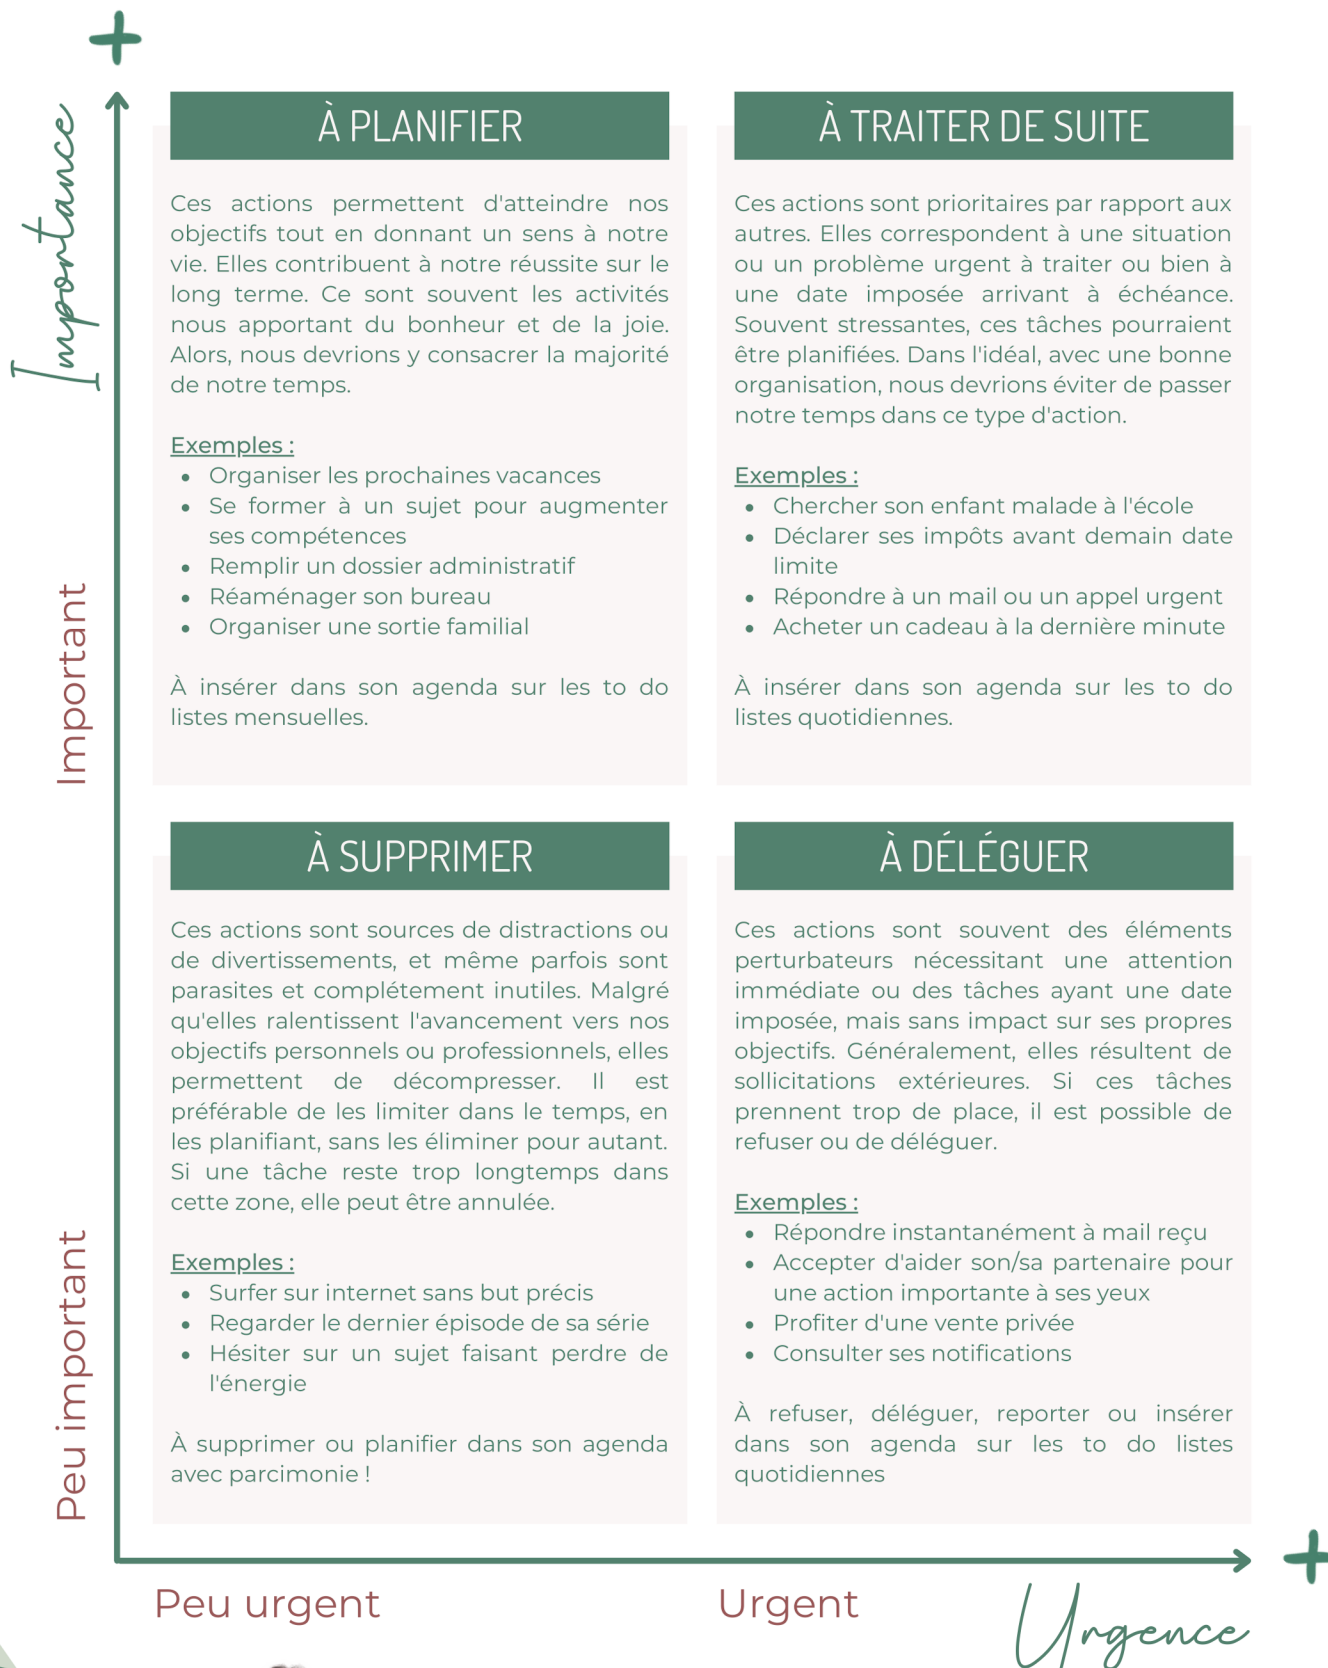 +
Importance
À PLANIFIER
Ces actions permettent d'atteindre nos
objectifs tout en donnant un sens à notre
vie. Elles contribuent à notre réussite sur le
long terme. Ce sont souvent les activités
nous apportant du bonheur et de la joie.
Alors, nous devrions y consacrer la majorité
de notre temps.
Exemples :
• Organiser les prochaines vacances
• Se former à un sujet pour augmenter
ses compétences
• Remplir un dossier administratif
• Réaménager son bureau
• Organiser une sortie familial
À insérer dans son agenda sur les to do
listes mensuelles.
À TRAITER DE SUITE
Ces actions sont prioritaires par rapport aux
autres. Elles correspondent à une situation
ou un problème urgent à traiter ou bien à
une date imposée arrivant à échéance.
Souvent stressantes, ces tâches pourraient
être planifiées. Dans l'idéal, avec une bonne
organisation, nous devrions éviter de passer
notre temps dans ce type d'action.
Exemples :
• Chercher son enfant malade à l'école
• Déclarer ses impôts avant demain date
limite
• Répondre à un mail ou un appel urgent
• Acheter un cadeau à la dernière minute
À insérer dans son agenda sur les to do
listes quotidiennes.
Important
À SUPPRIMER
Ces actions sont sources de distractions ou
de divertissements, et même parfois sont
parasites et complétement inutiles. Malgré
qu'elles ralentissent l'avancement vers nos
objectifs personnels ou professionnels, elles
permettent de décompresser. Il est
préférable de les limiter dans le temps, en
les planifiant, sans les éliminer pour autant.
Si une tâche reste trop longtemps dans
cette zone, elle peut être annulée.
Exemples :
• Surfer sur internet sans but précis
• Regarder le dernier épisode de sa série
• Hésiter sur un sujet faisant perdre de
l'énergie
À supprimer ou planifier dans son agenda
avec parcimonie !
À DÉLÉGUER
Ces actions sont souvent des éléments
perturbateurs nécessitant une attention
immédiate ou des tâches ayant une date
imposée, mais sans impact sur ses propres
objectifs. Généralement, elles résultent de
sollicitations extérieures. Si ces tâches
prennent trop de place, il est possible de
refuser ou de déléguer.
Exemples :
• Répondre instantanément à mail reçu
• Accepter d'aider son/sa partenaire pour
une action importante à ses yeux
• Profiter d'une vente privée
• Consulter ses notifications
À refuser, déléguer, reporter ou insérer
dans son agenda sur les to do listes
quotidiennes
Peu important
Peu urgent
Urgent
+
Urgence